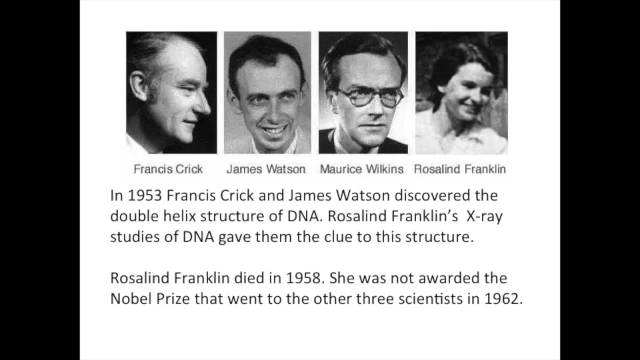 Francis Crick James Watson Maurice Wilkins Rosalind Franklin
In 1953 Francis Crick and James Watson discovered the
double helix structure of DNA. Rosalind Franklin's  X-ray
studies of DNA gave them the clue to this structure.
Rosalind Franklin died in 1958. She was not awarded the
Nobel Prize that went to the other three scientists in 1962.